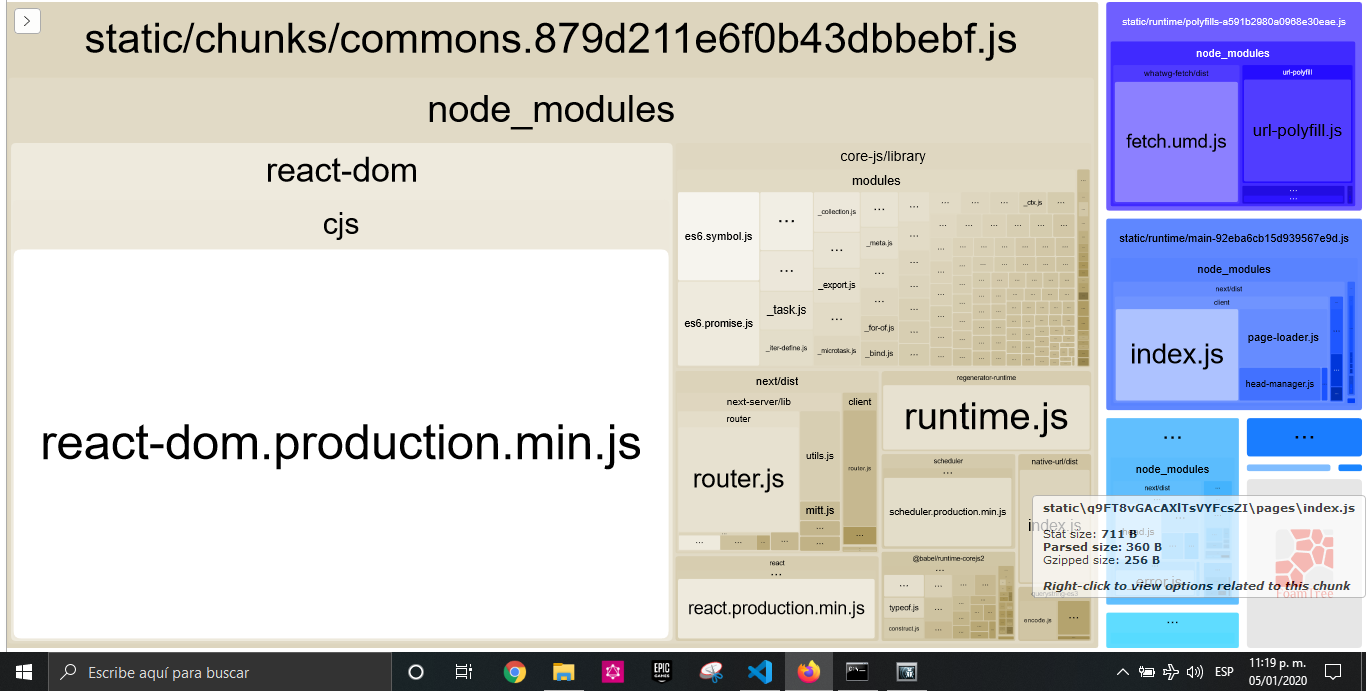 static/chunks/commons.879d211e6f0b43dbbebf.js
node_modules
react-dom
cjs
react-dom.production.min.js
core-js/library
modules
es6.symbol.js
...
_collection.js
...
...
...
...
...
_ctx.js
...
...
...
_meta.js
es6.promise.js
_task.js
_export.js
...
_iter-define.js
_microtask.js
_for-of.js
_bind.js
next/dist
next-server/lib
client
router
router.js
utils.js
router.js
mitt.js
...
react
...
react.production.min.js
regenerator-runtime
runtime.js
scheduler
...
scheduler.production.min.js
native-url/dist
index.js
@babel/runtime-corejs2
...
typeof.js
construct.js
querystring-es3
encode.js
...
static/runtime/polyfills-a591b2980a0968e30eae.js
node_modules
whatwg-fetch/dist
url-polyfill
fetch.umd.js
url-polyfill.js
...
...
static/runtime/main-92eba6cb15d939567e9d.js
node_modules
next/dist
client
index.js
page-loader.js
head-manager.js
...
...
node_modules
next/dist
head.js
error.js
...
static\q9FT8vGAcAXlTsVYFcsZI\pages\index.js
Stat size: 711 B
Parsed size: 360 B
Gzipped size: 256 B
Right-click to view options related to this chunk
FoamTree
Escribe aquí para buscar
EPIC
GAMES
ESP
11:19 p. m.
05/01/2020